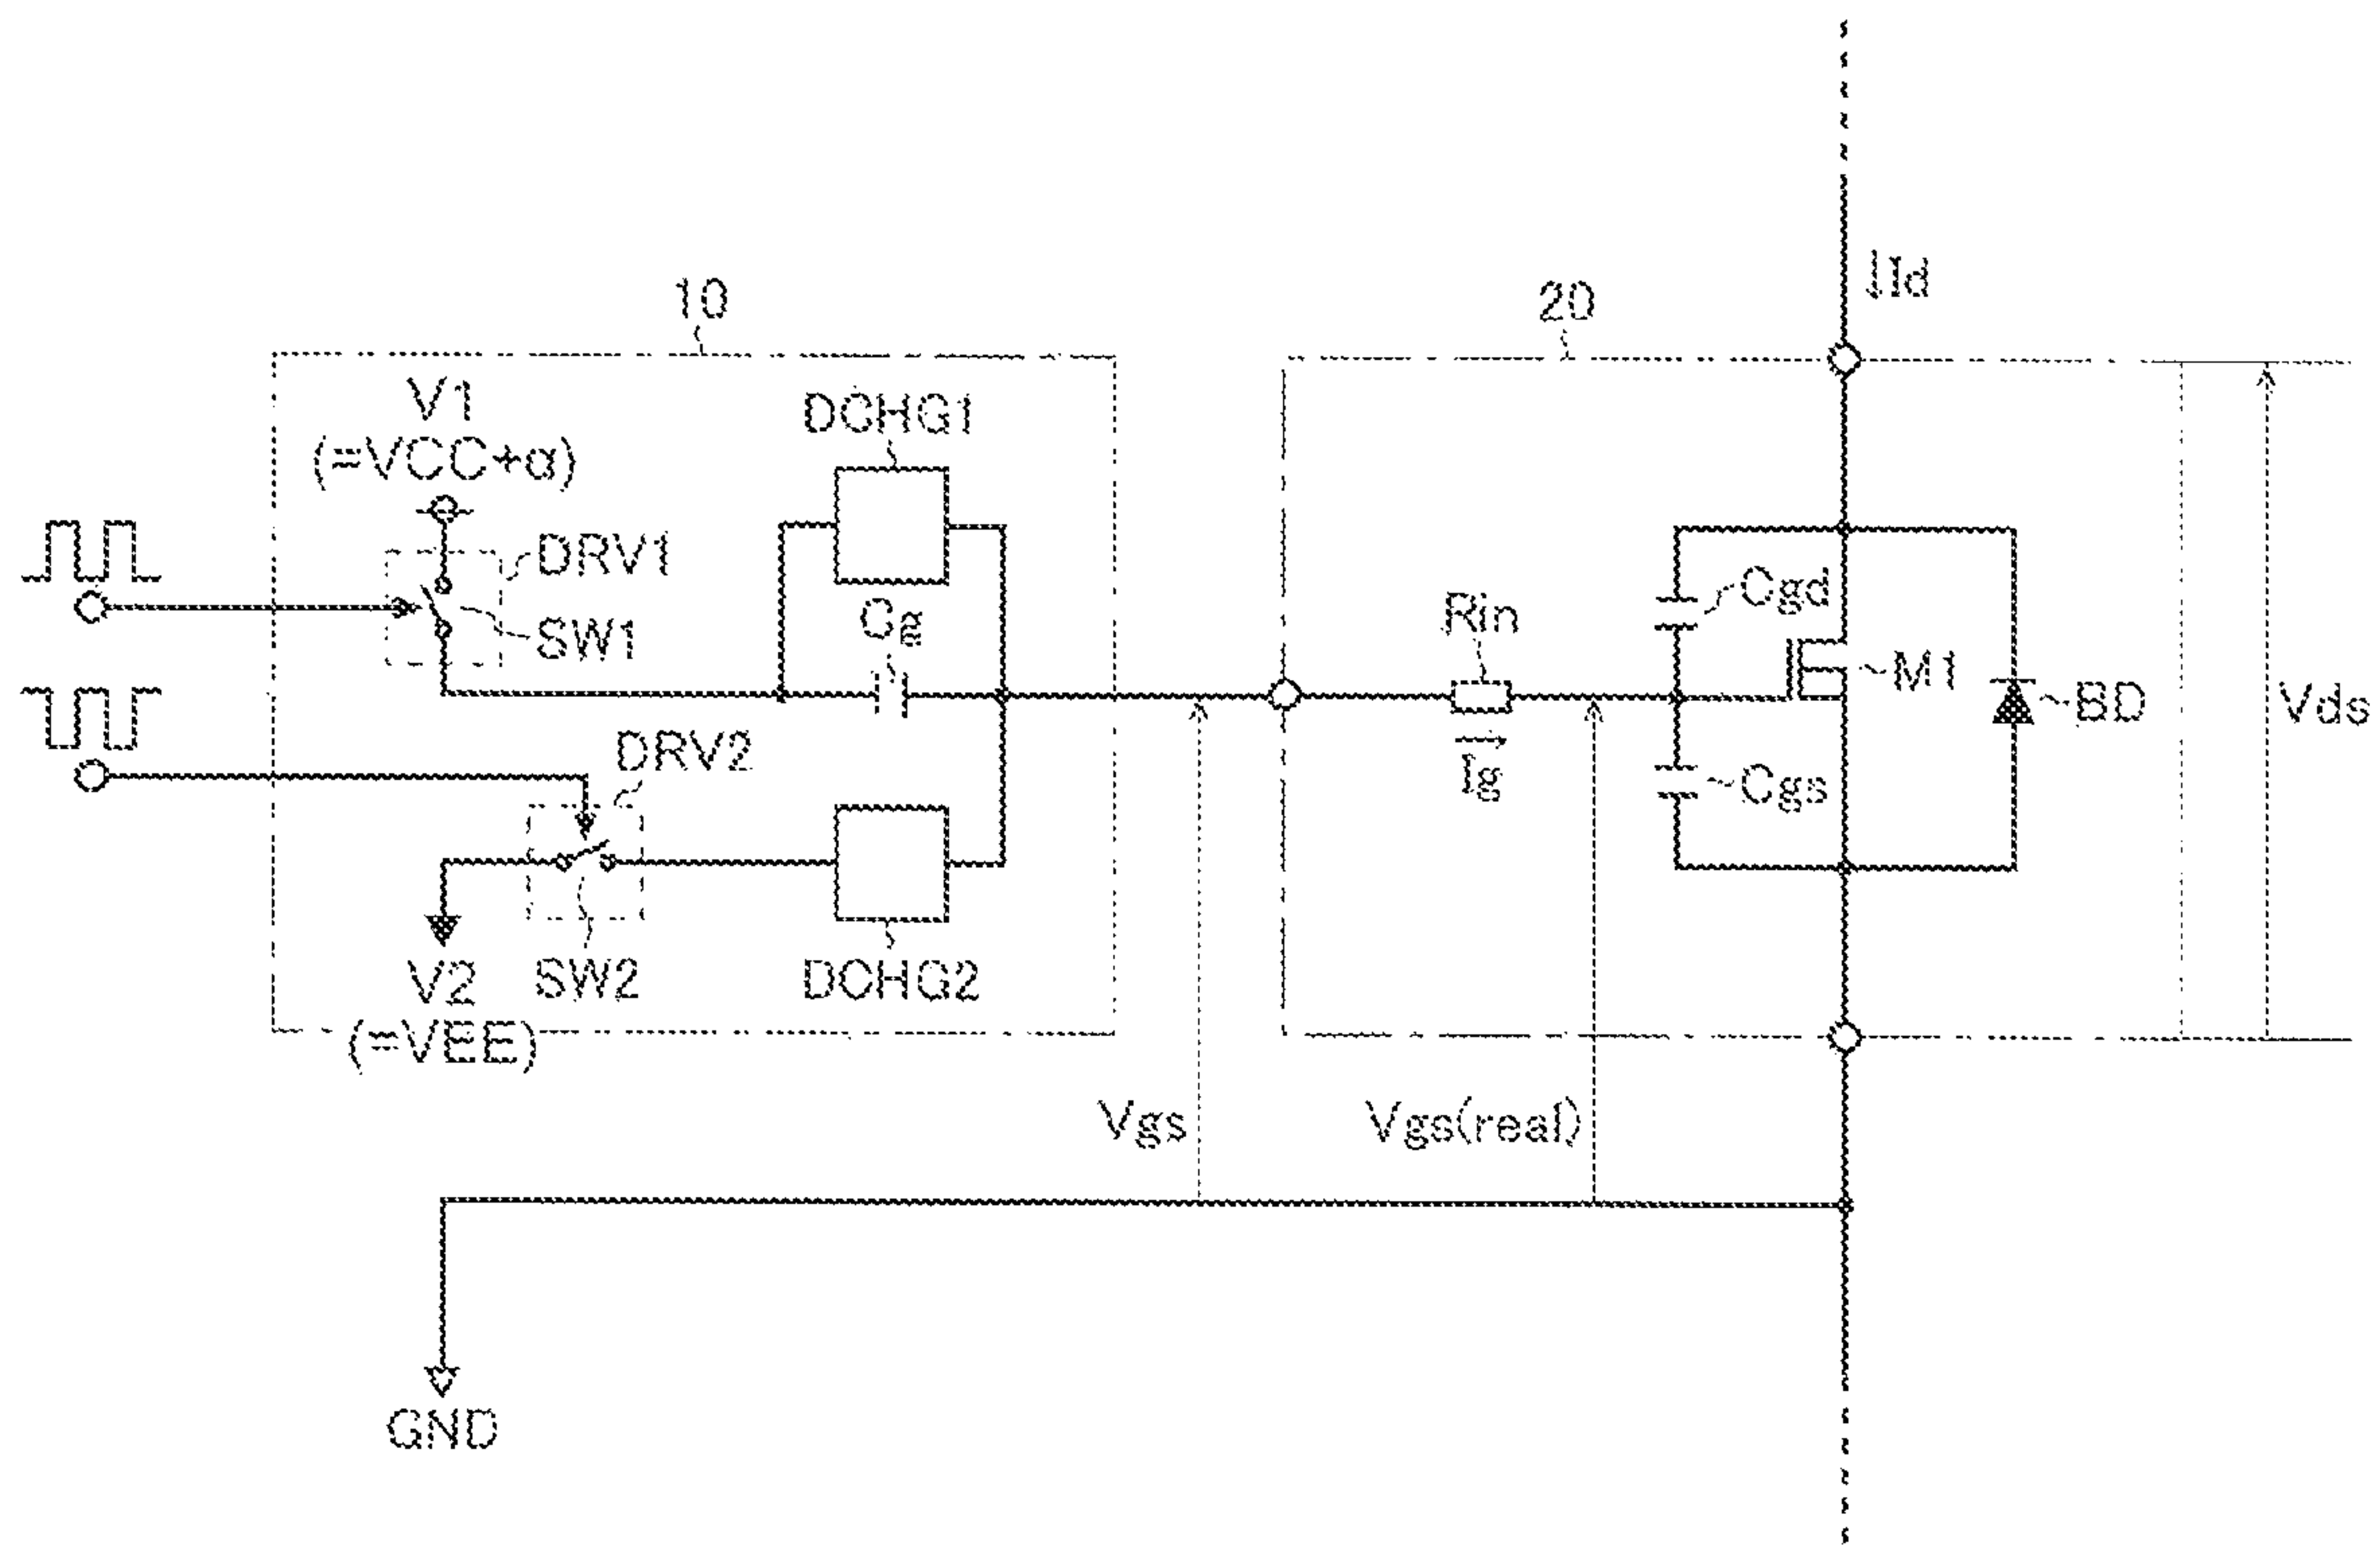 10
20
↓Id
V1
(=VCC+α)
DCHG1
DRV1
SW1
Ca
Rin
Cgd
M1
BD
Vds
DRV2
Ig
Cgs
V2
(=VEE)
SW2
DCHG2
Vgs
Vgs(real)
GND